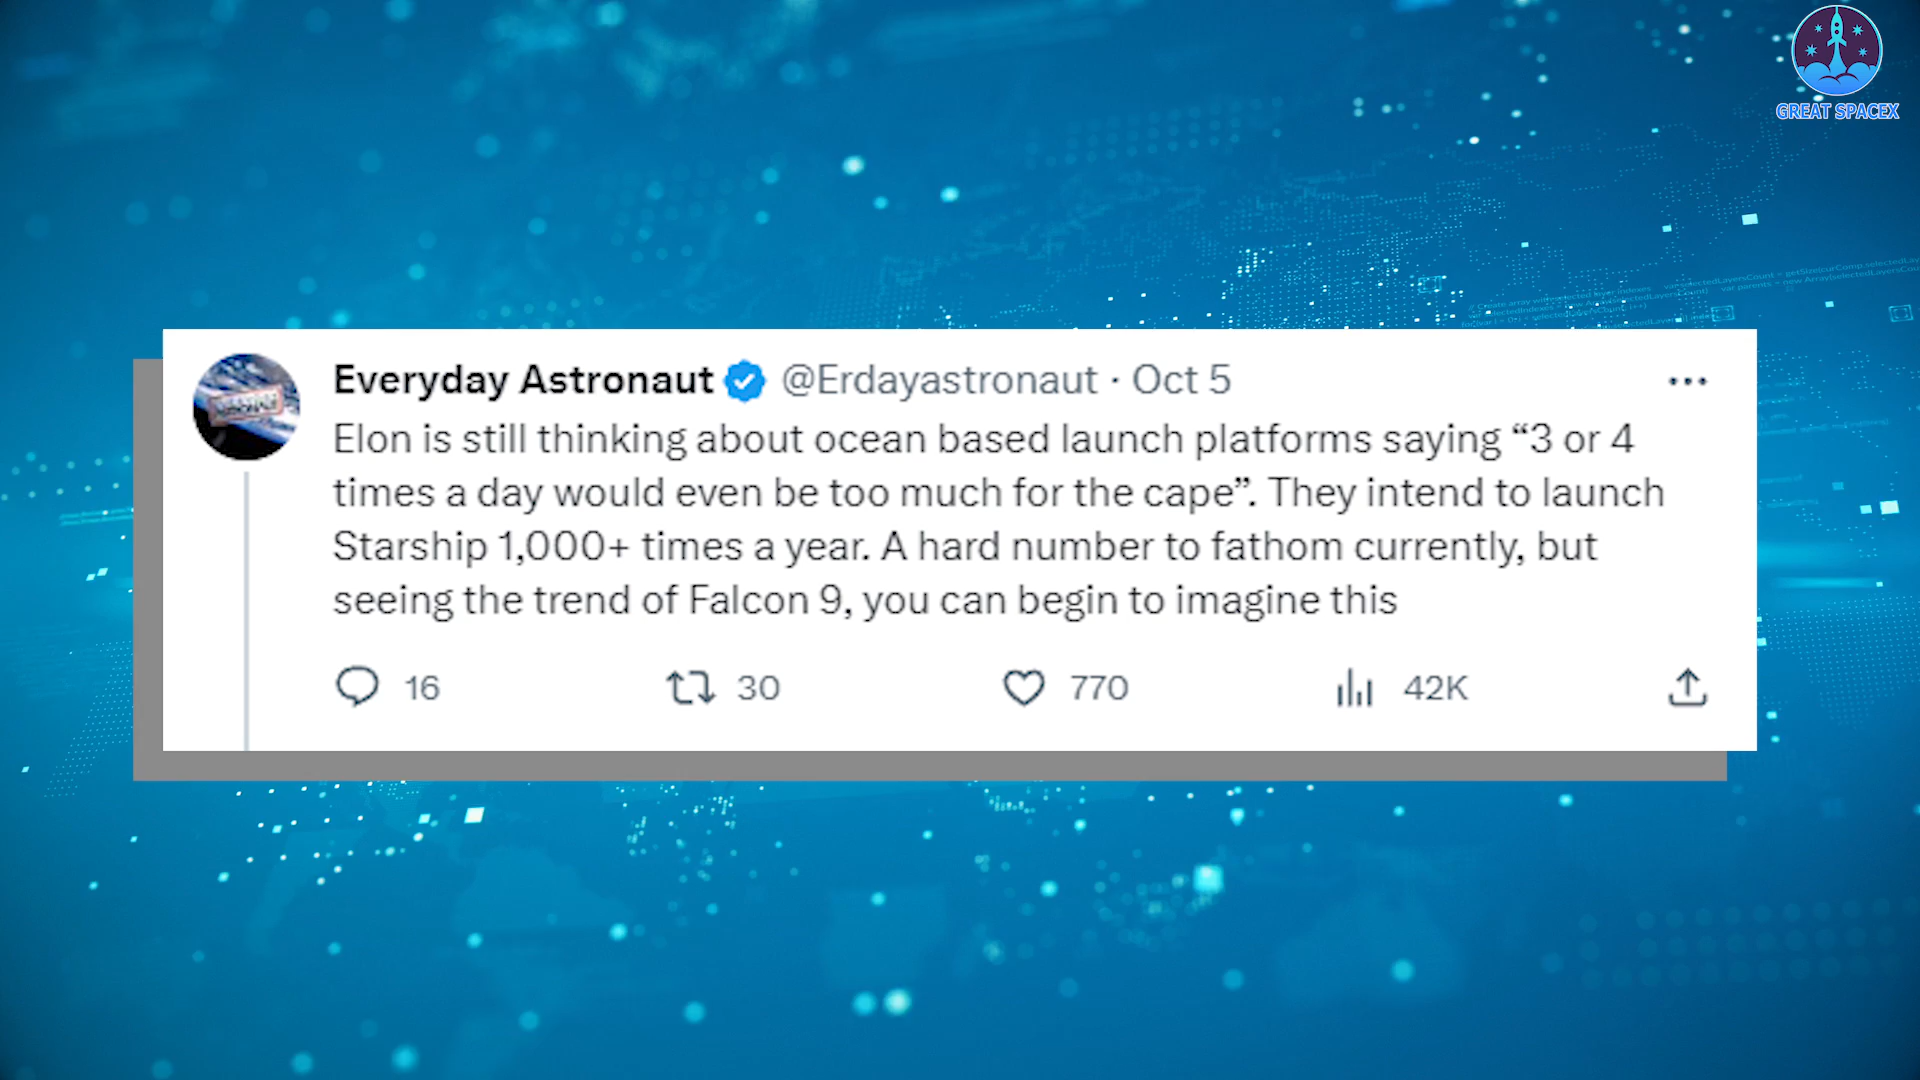 GREAT SPACEX
Everyday Astronaut @Erdayastronaut · Oct 5
Elon is still thinking about ocean based launch platforms saying “3 or 4
times a day would even be too much for the cape”. They intend to launch
Starship 1,000+ times a year. A hard number to fathom currently, but
seeing the trend of Falcon 9, you can begin to imagine this
16 30 770 42K